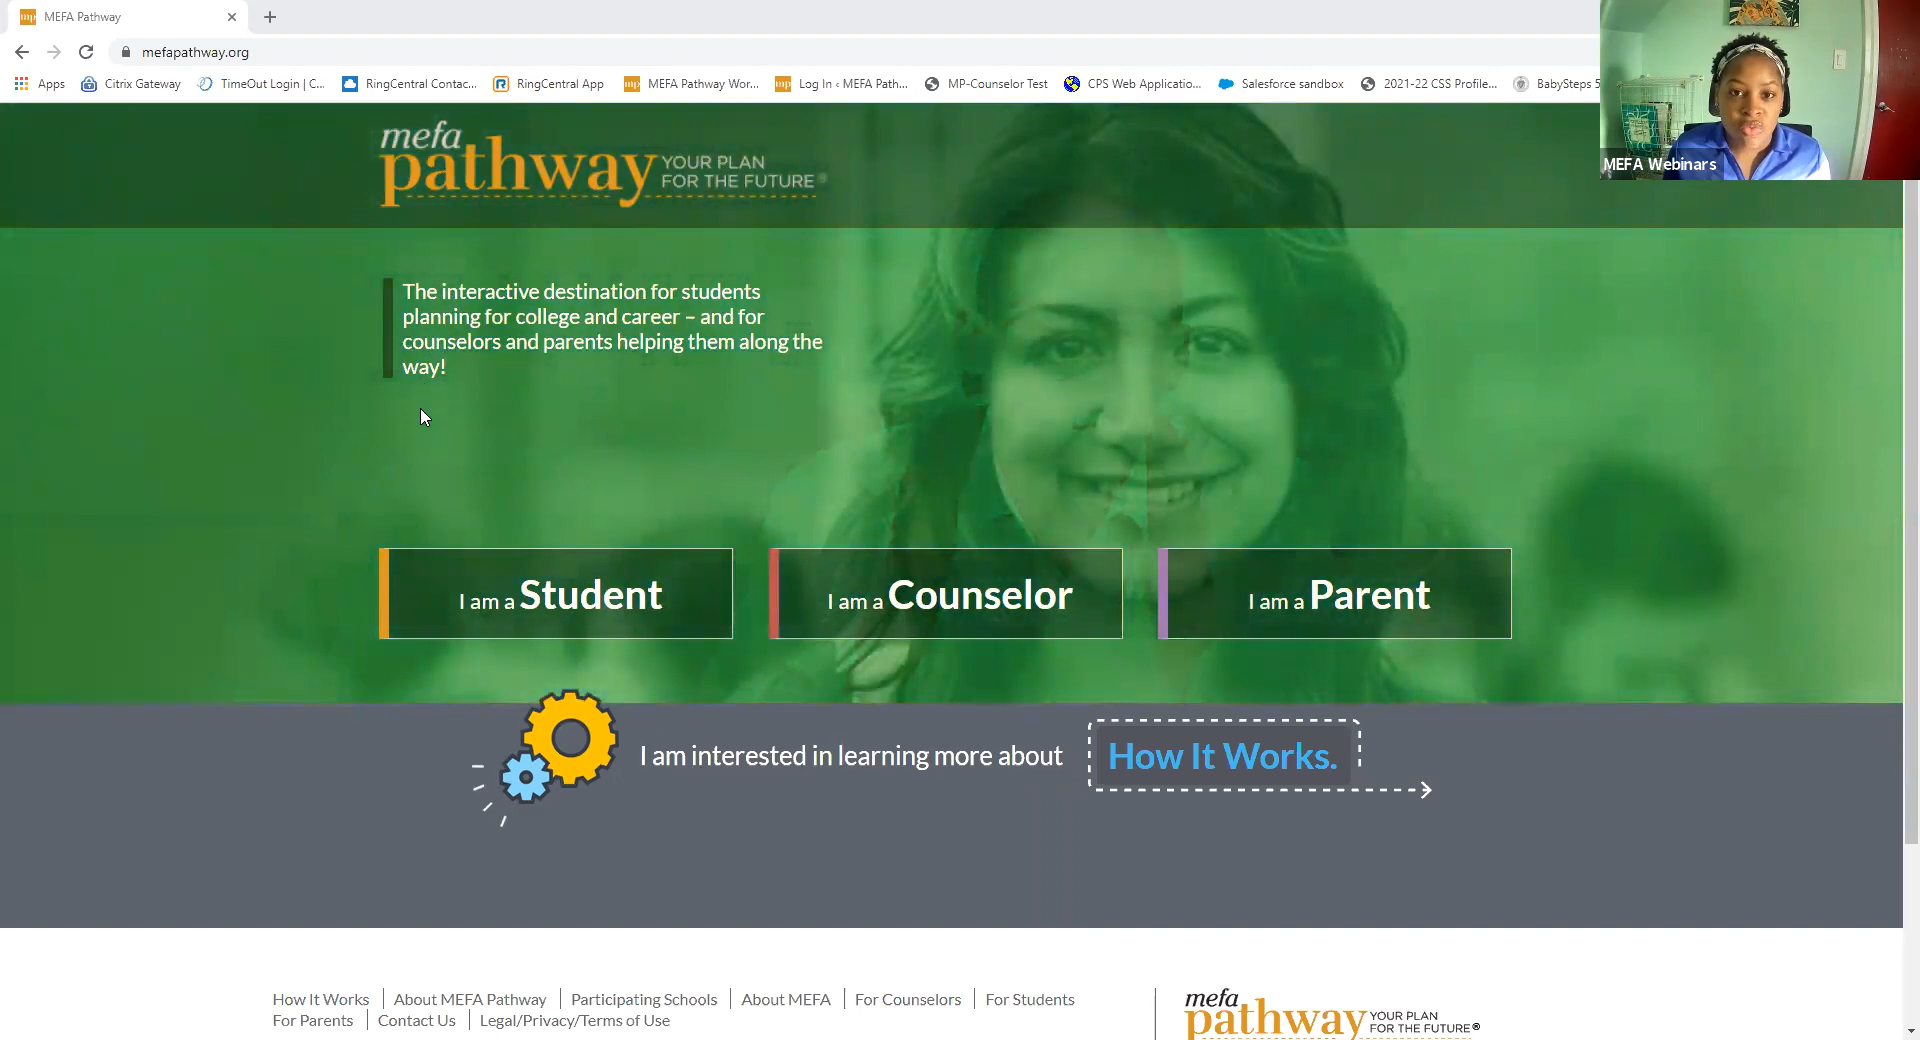 MEFA Pathway
mefapathway.org
Apps Citrix Gateway TimeOut Login | C... RingCentral Contac... RingCentral App MEFA Pathway Wor... Log In ‹ MEFA Path... MP-Counselor Test CPS Web Applicatio... Salesforce sandbox 2021-22 CSS Profile... BabySteps 5
MEFA Webinars
mefa
pathway YOUR PLAN
FOR THE FUTURE®
The interactive destination for students
planning for college and career – and for
counselors and parents helping them along the
way!
I am a Student
I am a Counselor
I am a Parent
I am interested in learning more about How It Works.
How It Works About MEFA Pathway Participating Schools About MEFA For Counselors For Students
For Parents Contact Us Legal/Privacy/Terms of Use
mefa
pathway YOUR PLAN
FOR THE FUTURE®